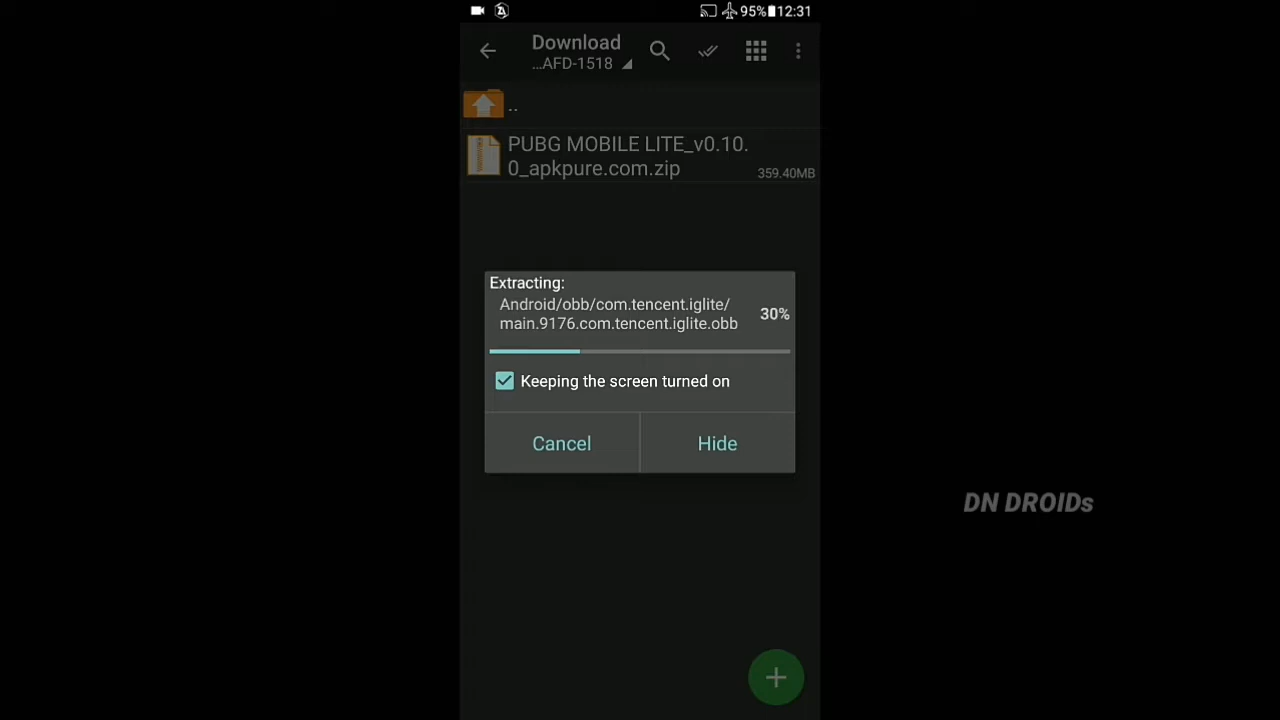 95% 12:31
Download
...AFD-1518
..
PUBG MOBILE LITE_v0.10.
0_apkpure.com.zip
359.40MB
Extracting:
Android/obb/com.tencent.iglite/
main.9176.com.tencent.iglite.obb
30%
Keeping the screen turned on
Cancel Hide
DN DROIDs